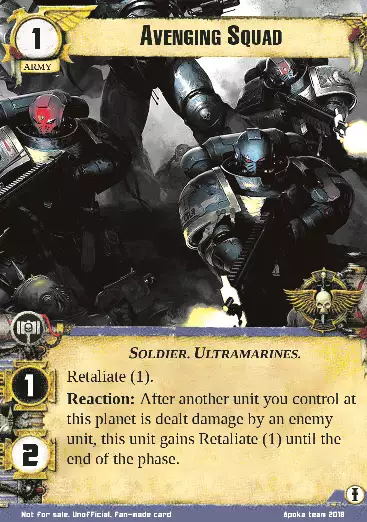 1
ARMY
AVENGING SQUAD
SOLDIER. ULTRAMARINES.
1
Retaliate (1).
Reaction: After another unit you control at
this planet is dealt damage by an enemy
unit, this unit gains Retaliate (1) until the
end of the phase.
2
Not for sale. Unofficial. Fan-made card
Apoka team 2018